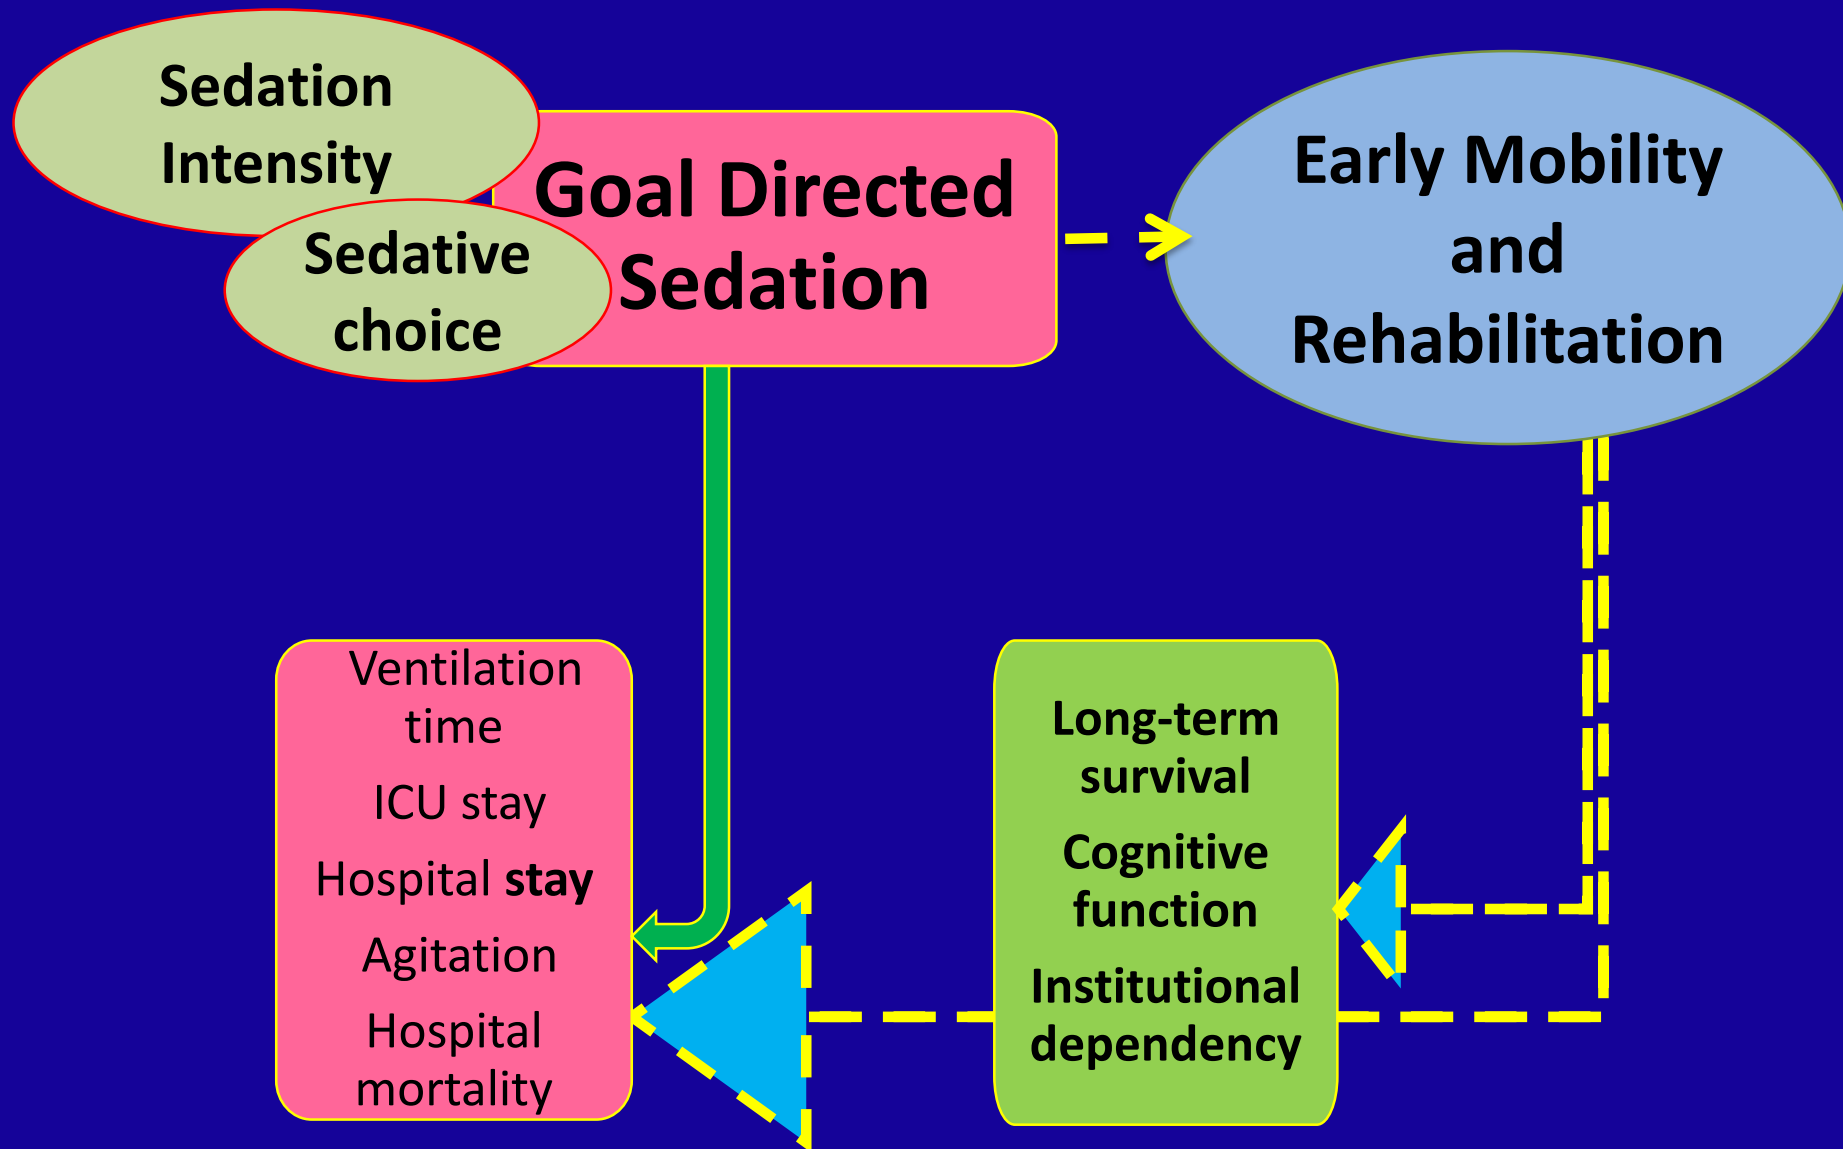 Sedation
Intensity
Sedative
choice
Goal Directed
Sedation
Early Mobility
and
Rehabilitation
Ventilation
time
ICU stay
Hospital stay
Agitation
Hospital
mortality
Long-term
survival
Cognitive
function
Institutional
dependency